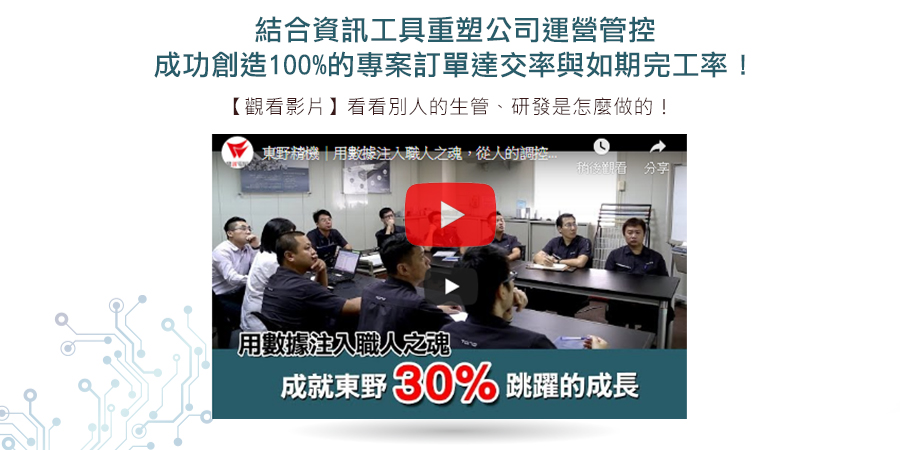 結合資訊工具重塑公司運營管控
成功創造100%的專案訂單達交率與如期完工率！
【觀看影片】看看別人的生管、研發是怎麼做的！
東野精機｜用數據注入職人之魂，從人的調控...
稍後觀看
分享
用數據注入職人之魂
成就東野 30% 跳躍的成長